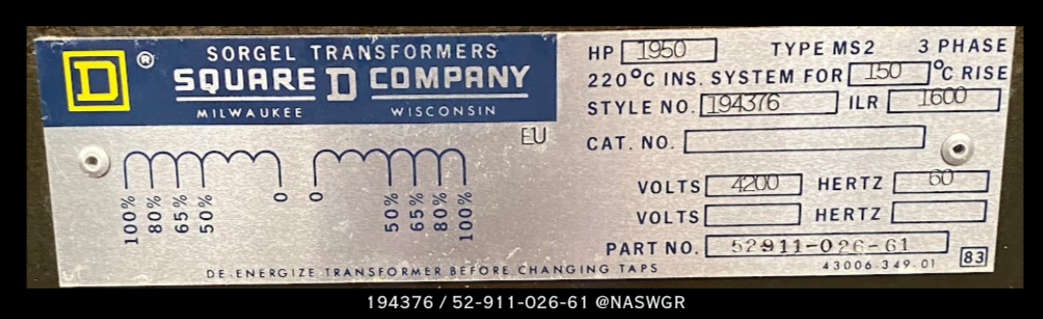 D ® SORGEL TRANSFORMERS
SQUARE D COMPANY
MILWAUKEE WISCONSIN
EU
100% 80% 65% 50% 0 0 50% 65% 80% 100%
DE-ENERGIZE TRANSFORMER BEFORE CHANGING TAPS
HP 1950 TYPE MS2 3 PHASE
220°C INS. SYSTEM FOR 150 °C RISE
STYLE NO. 194376 ILR 1600
CAT. NO.
VOLTS 4200 HERTZ 60
VOLTS HERTZ
PART NO. 52911-026-61
43006-349-01 83
194376 / 52-911-026-61 @NASWGR